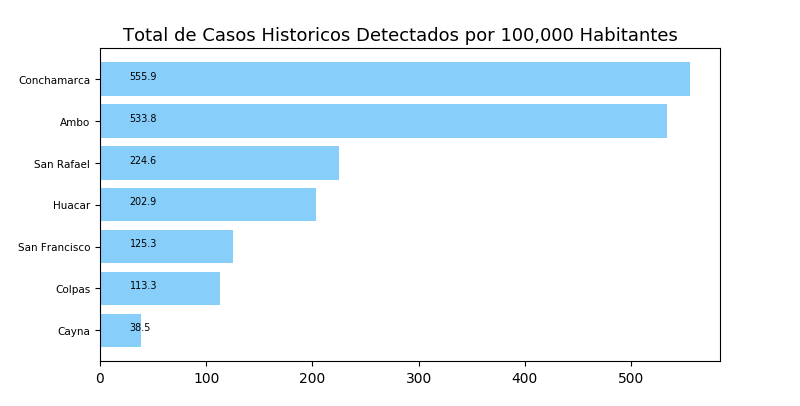 Total de Casos Historicos Detectados por 100,000 Habitantes
Conchamarca 555.9
Ambo 533.8
San Rafael 224.6
Huacar 202.9
San Francisco 125.3
Colpas 113.3
Cayna 38.5
0 100 200 300 400 500